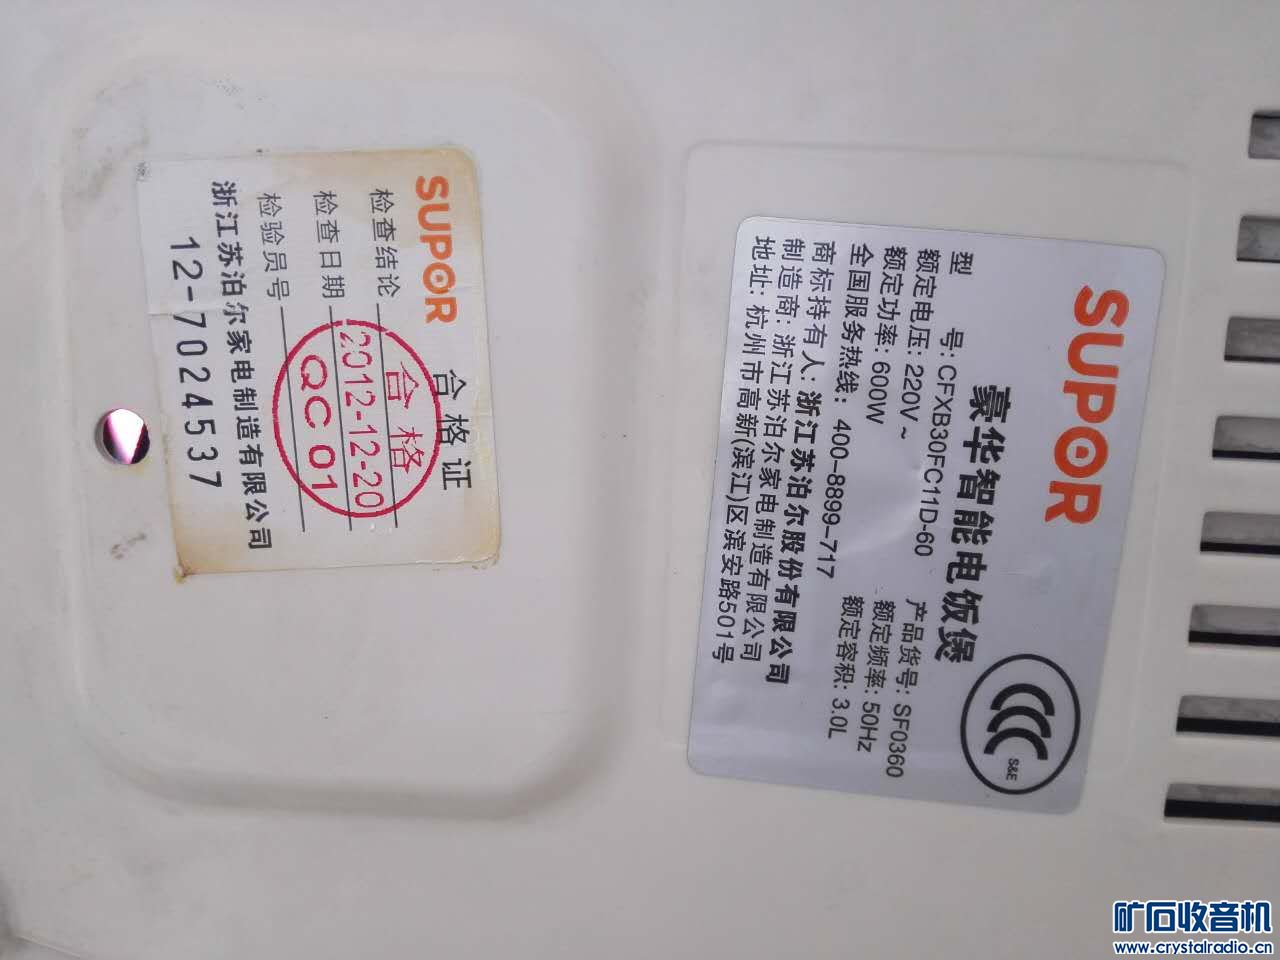 SUPOR
豪华智能电饭煲
型 号: CFXB30FC11D-60 产品货号: SF0360
额定电压: 220V~ 额定频率: 50Hz
额定功率: 600W 额定容积: 3.0L
全国服务热线: 400-8899-717
商标持有人: 浙江苏泊尔股份有限公司
制造商: 浙江苏泊尔家电制造有限公司
地址: 杭州市高新(滨江)区滨安路501号
S&E
SUPOR
合格证
检查结论 合格
检查日期 2012-12-20
检验员号 QC 01
浙江苏泊尔家电制造有限公司
12-7024537
矿石收音机
www.crystalradio.cn